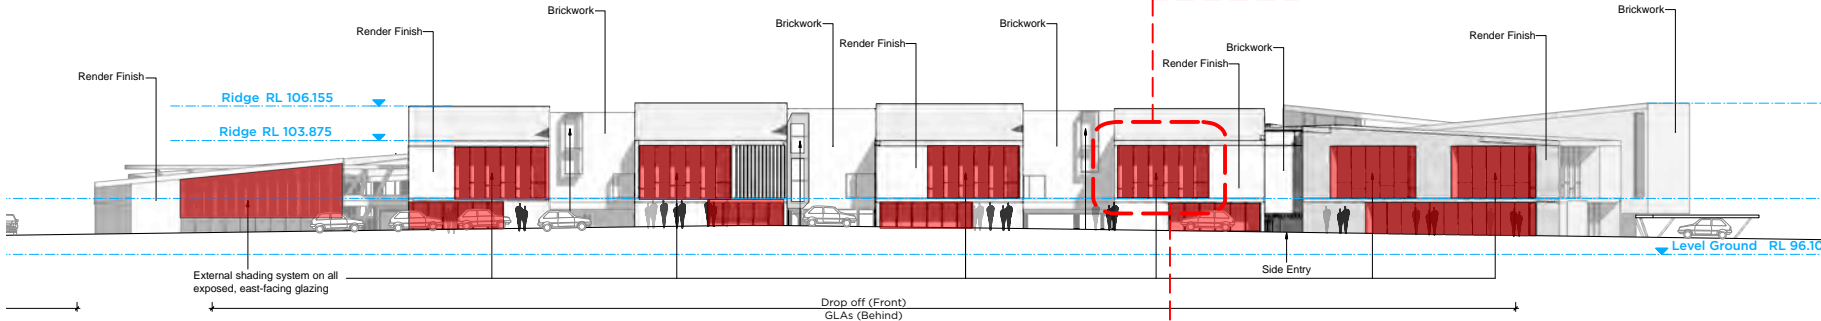 Brickwork
Brickwork
Brickwork
Brickwork
Render Finish
Render Finish
Render Finish
Brickwork
Render Finish
Render Finish
Ridge RL 106.155
Ridge RL 103.875
Level Ground RL 96.10
External shading system on all
exposed, east-facing glazing
Side Entry
Drop off (Front)
GLAs (Behind)